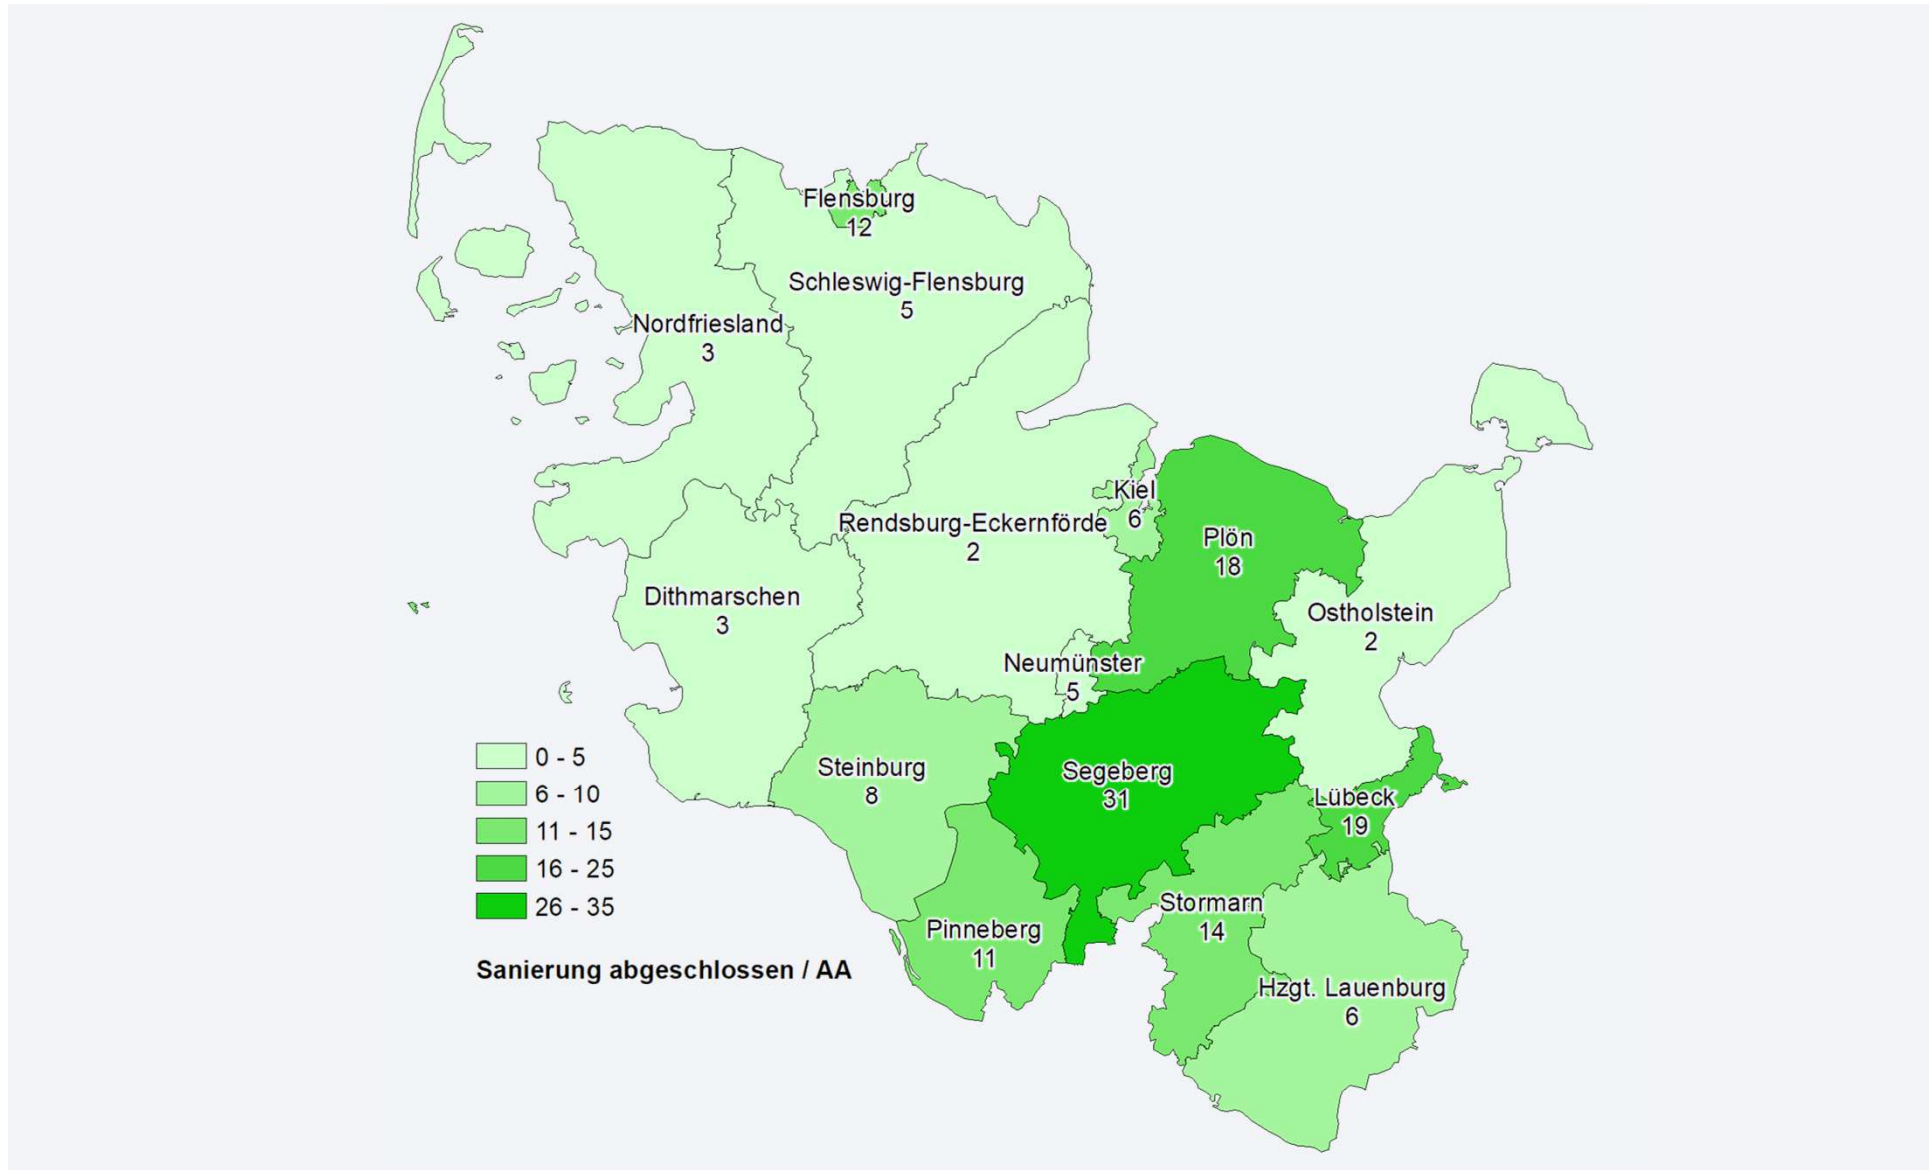 Flensburg
12
Schleswig-Flensburg
5
Nordfriesland
3
Kiel
6
Rendsburg-Eckernförde
2
Plön
18
Dithmarschen
3
Ostholstein
2
Neumünster
5
Steinburg
8
Segeberg
31
Lübeck
19
Stormarn
14
Pinneberg
11
Hzgt. Lauenburg
6
0 - 5
6 - 10
11 - 15
16 - 25
26 - 35
Sanierung abgeschlossen / AA